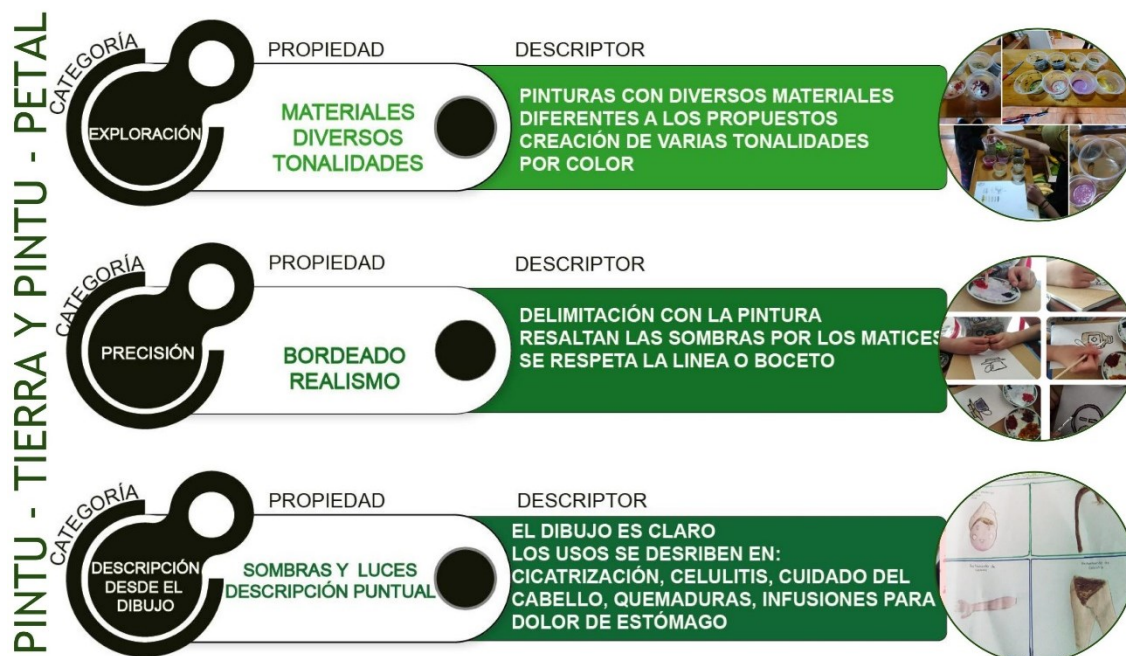 PINTU - TIERRA Y PINTU - PETAL
CATEGORÍA
PROPIEDAD
DESCRIPTOR
EXPLORACIÓN
MATERIALES
DIVERSOS
TONALIDADES
PINTURAS CON DIVERSOS MATERIALES
DIFERENTES A LOS PROPUESTOS
CREACIÓN DE VARIAS TONALIDADES
POR COLOR
CATEGORÍA
PROPIEDAD
DESCRIPTOR
PRECISIÓN
BORDEADO
REALISMO
DELIMITACIÓN CON LA PINTURA
RESALTAN LAS SOMBRAS POR LOS MATICES
SE RESPETA LA LINEA O BOCETO
CATEGORÍA
PROPIEDAD
DESCRIPTOR
DESCRIPCIÓN
DESDE EL
DIBUJO
SOMBRAS Y LUCES
DESCRIPCIÓN PUNTUAL
EL DIBUJO ES CLARO
LOS USOS SE DESRIBEN EN:
CICATRIZACIÓN, CELULITIS, CUIDADO DEL
CABELLO, QUEMADURAS, INFUSIONES PARA
DOLOR DE ESTÓMAGO